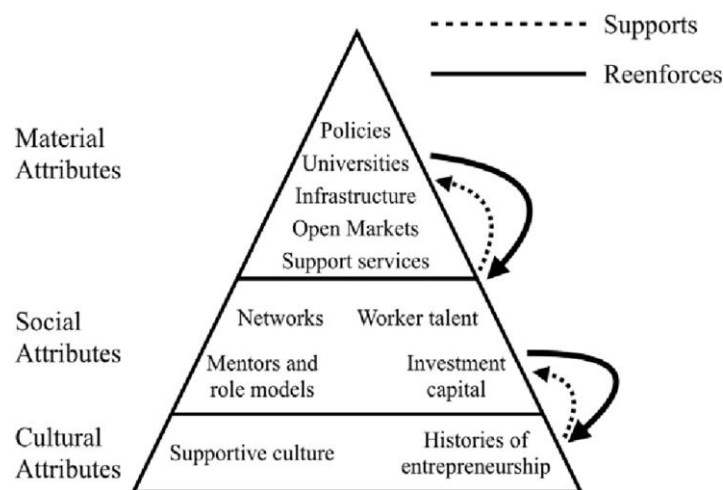 Supports
Reenforces
Material
Attributes
Policies
Universities
Infrastructure
Open Markets
Support services
Social
Attributes
Networks
Worker talent
Mentors and
role models
Investment
capital
Cultural
Attributes
Supportive culture
Histories of
entrepreneurship